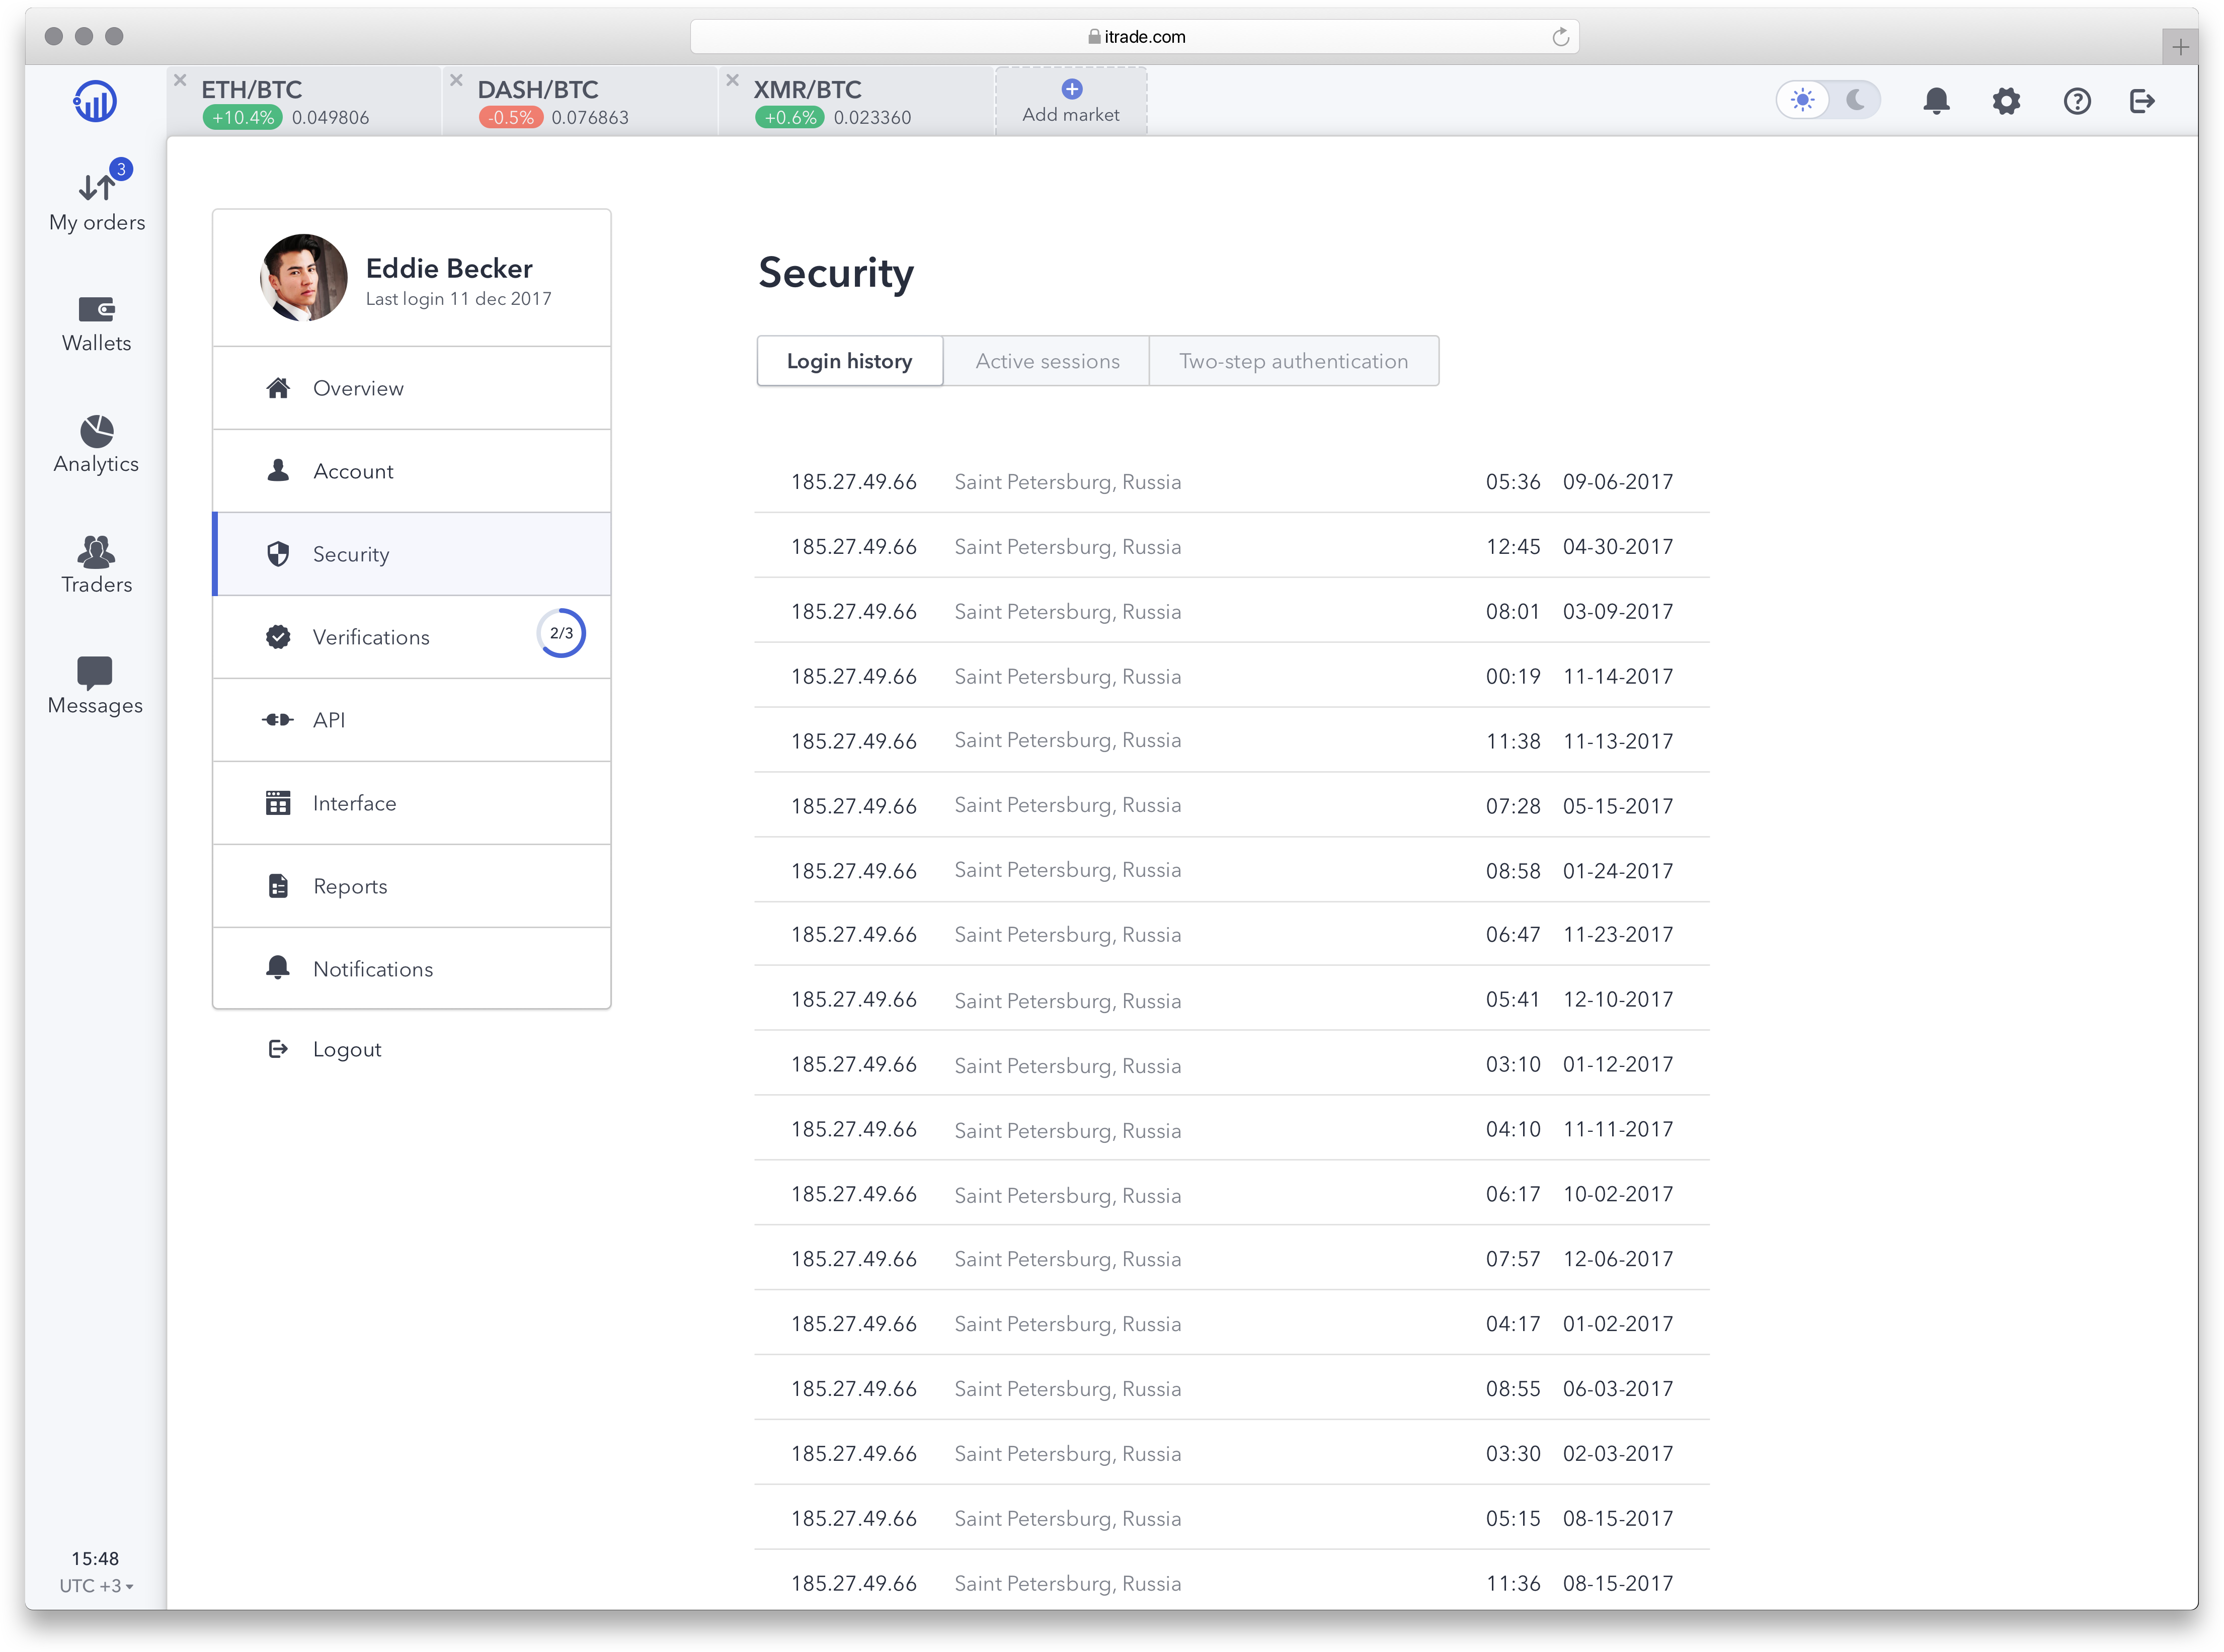 itrade.com
ETH/BTC
+10.4% 0.049806
DASH/BTC
-0.5% 0.076863
XMR/BTC
+0.6% 0.023360
Add market
3
My orders
Wallets
Analytics
Traders
Messages
15:48
UTC +3
Eddie Becker
Last login 11 dec 2017
Overview
Account
Security
Verifications 2/3
API
Interface
Reports
Notifications
Logout
Security
Login history Active sessions Two-step authentication
185.27.49.66 Saint Petersburg, Russia 05:36 09-06-2017
185.27.49.66 Saint Petersburg, Russia 12:45 04-30-2017
185.27.49.66 Saint Petersburg, Russia 08:01 03-09-2017
185.27.49.66 Saint Petersburg, Russia 00:19 11-14-2017
185.27.49.66 Saint Petersburg, Russia 11:38 11-13-2017
185.27.49.66 Saint Petersburg, Russia 07:28 05-15-2017
185.27.49.66 Saint Petersburg, Russia 08:58 01-24-2017
185.27.49.66 Saint Petersburg, Russia 06:47 11-23-2017
185.27.49.66 Saint Petersburg, Russia 05:41 12-10-2017
185.27.49.66 Saint Petersburg, Russia 03:10 01-12-2017
185.27.49.66 Saint Petersburg, Russia 04:10 11-11-2017
185.27.49.66 Saint Petersburg, Russia 06:17 10-02-2017
185.27.49.66 Saint Petersburg, Russia 07:57 12-06-2017
185.27.49.66 Saint Petersburg, Russia 04:17 01-02-2017
185.27.49.66 Saint Petersburg, Russia 08:55 06-03-2017
185.27.49.66 Saint Petersburg, Russia 03:30 02-03-2017
185.27.49.66 Saint Petersburg, Russia 05:15 08-15-2017
185.27.49.66 Saint Petersburg, Russia 11:36 08-15-2017